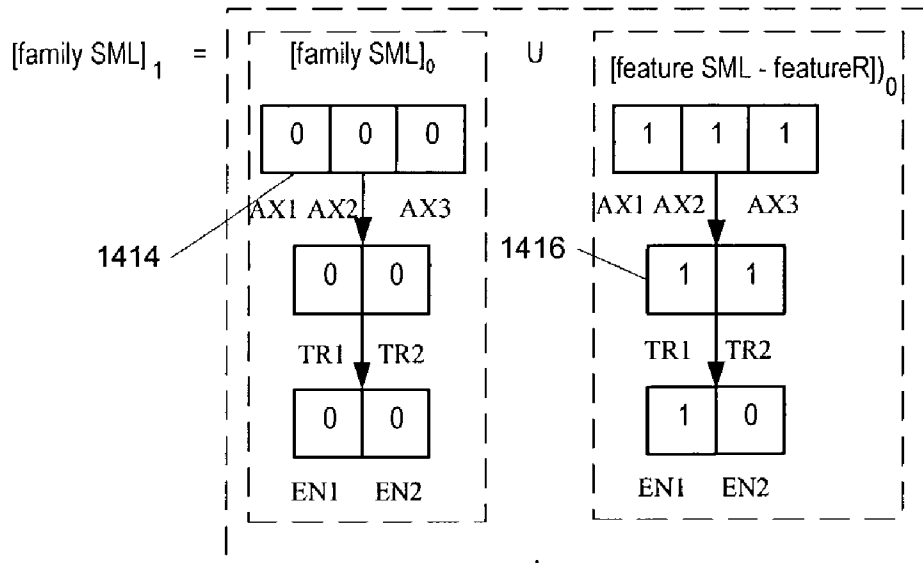 [family SML]1 = [family SML]0 U [feature SML - featureR])0
0 0 0 1 1 1
AX1 AX2 AX3 AX1 AX2 AX3
1414 1416
0 0 1 1
TR1 TR2 TR1 TR2
0 0 1 0
EN1 EN2 EN1 EN2